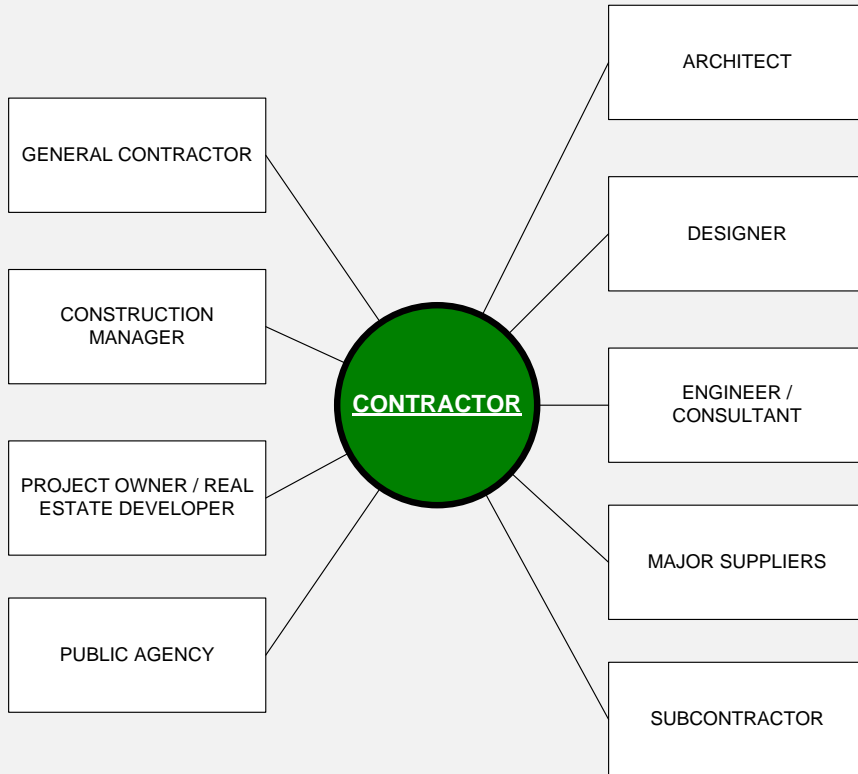 GENERAL CONTRACTOR
CONSTRUCTION
MANAGER
PROJECT OWNER / REAL
ESTATE DEVELOPER
PUBLIC AGENCY
CONTRACTOR
ARCHITECT
DESIGNER
ENGINEER /
CONSULTANT
MAJOR SUPPLIERS
SUBCONTRACTOR